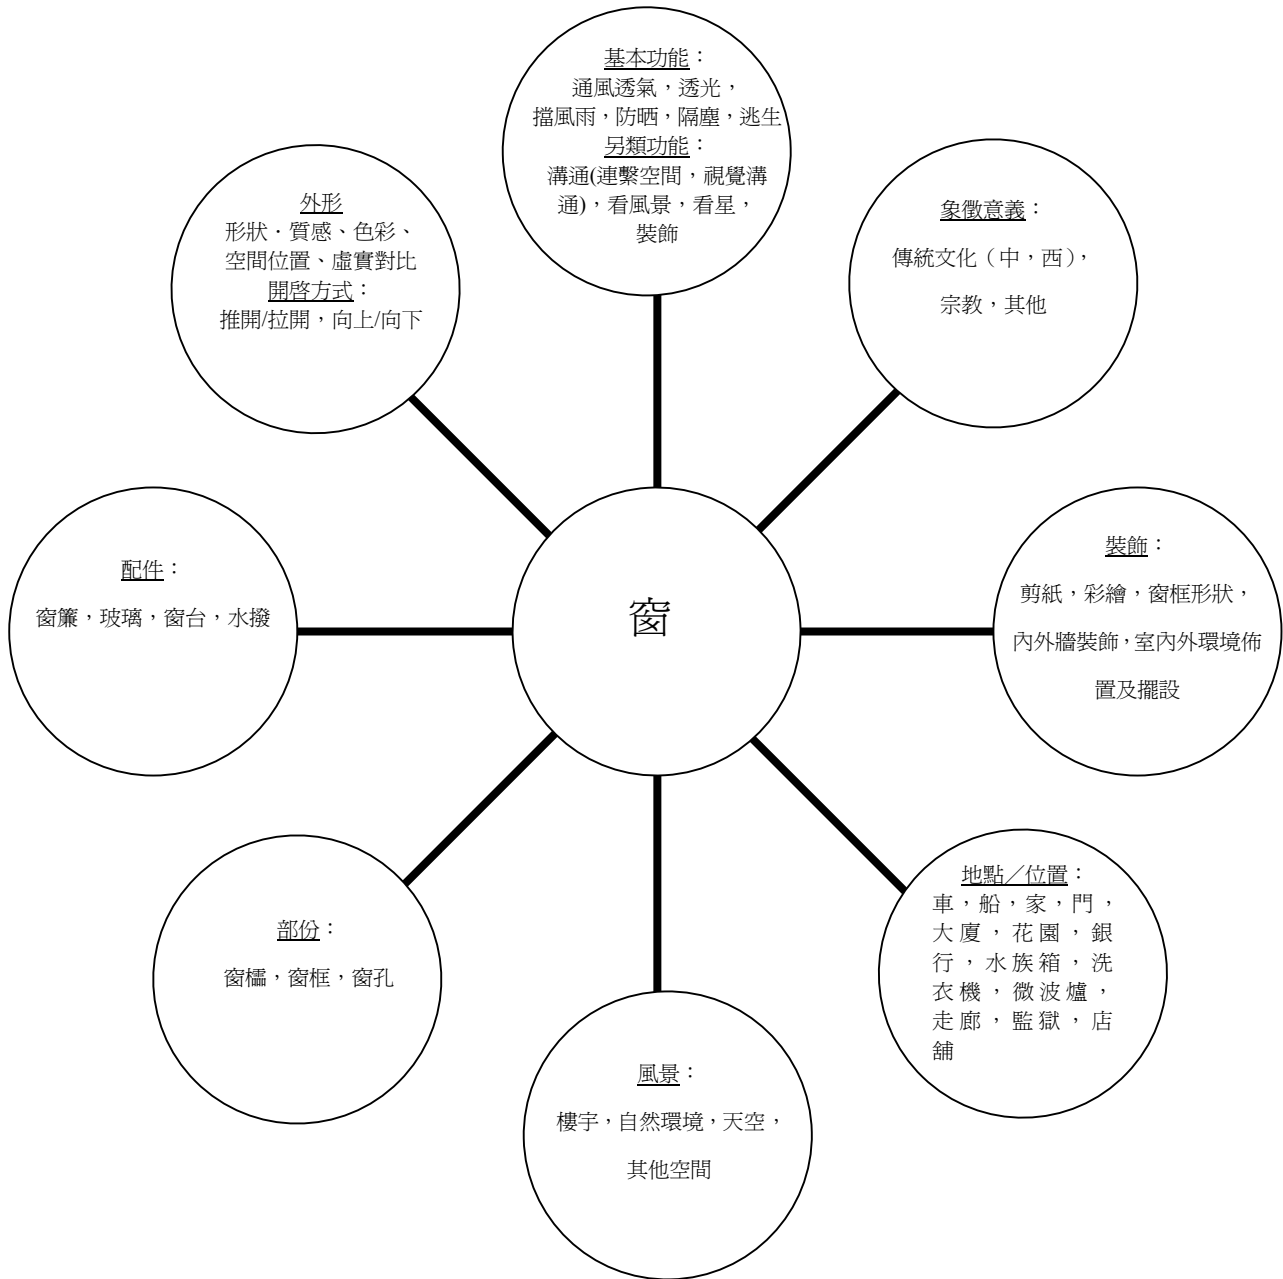 基本功能：
通風透氣，透光，
擋風雨，防晒，隔塵，逃生
另類功能：
溝通(連繫空間，視覺溝
通)，看風景，看星，
裝飾
外形
形狀．質感、色彩、
空間位置、虛實對比
開啓方式：
推開/拉開，向上/向下
象徵意義：
傳統文化（中，西），
宗教，其他
配件：
窗簾，玻璃，窗台，水撥
窗
裝飾：
剪紙，彩繪，窗框形狀，
內外牆裝飾，室內外環境佈
置及擺設
部份：
窗櫺，窗框，窗孔
地點／位置：
車，船，家，門，
大廈，花園，銀
行，水族箱，洗
衣機，微波爐，
走廊，監獄，店
舖
風景：
樓宇，自然環境，天空，
其他空間